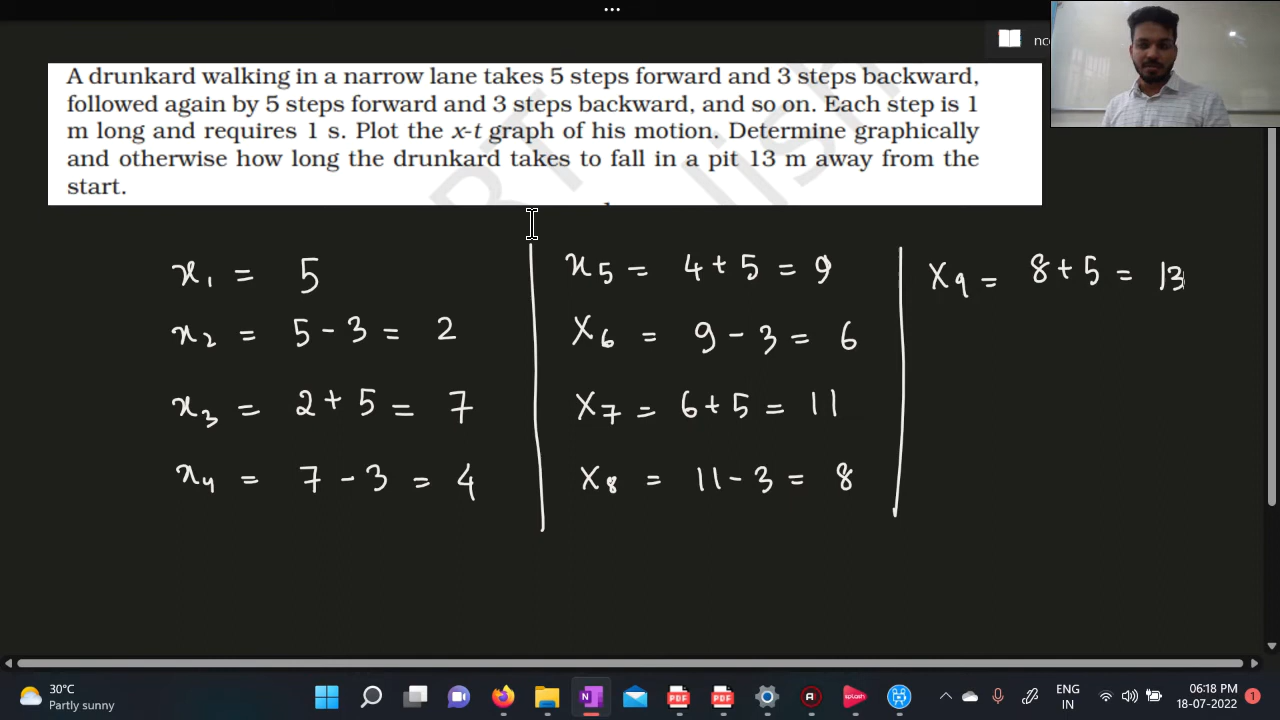 ...
nc
A drunkard walking in a narrow lane takes 5 steps forward and 3 steps backward,
followed again by 5 steps forward and 3 steps backward, and so on. Each step is 1
m long and requires 1 s. Plot the x-t graph of his motion. Determine graphically
and otherwise how long the drunkard takes to fall in a pit 13 m away from the
start.
x₁ = 5
x₂ = 5 - 3 = 2
x₃ = 2 + 5 = 7
x₄ = 7 - 3 = 4
x₅ = 4 + 5 = 9
X₆ = 9 - 3 = 6
X₇ = 6 + 5 = 11
X₈ = 11 - 3 = 8
X₉ = 8 + 5 = 13
30°C
Partly sunny
ENG
IN
06:18 PM
18-07-2022
1